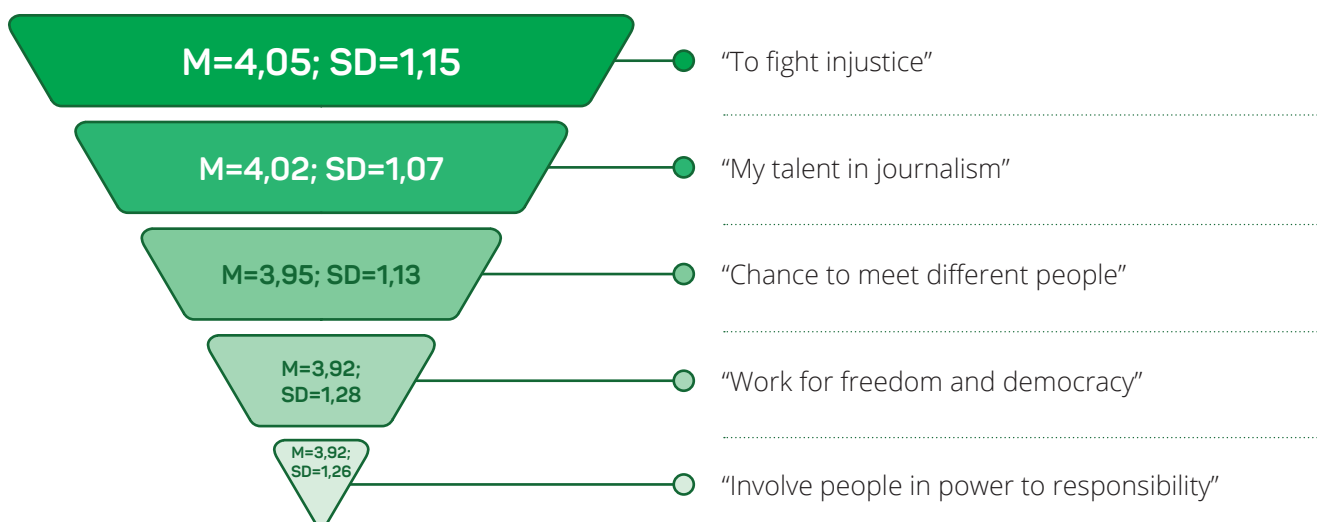 M=4,05; SD=1,15
“To fight injustice”
M=4,02; SD=1,07
“My talent in journalism”
M=3,95; SD=1,13
“Chance to meet different people”
M=3,92;
SD=1,28
“Work for freedom and democracy”
M=3,92;
SD=1,26
“Involve people in power to responsibility”